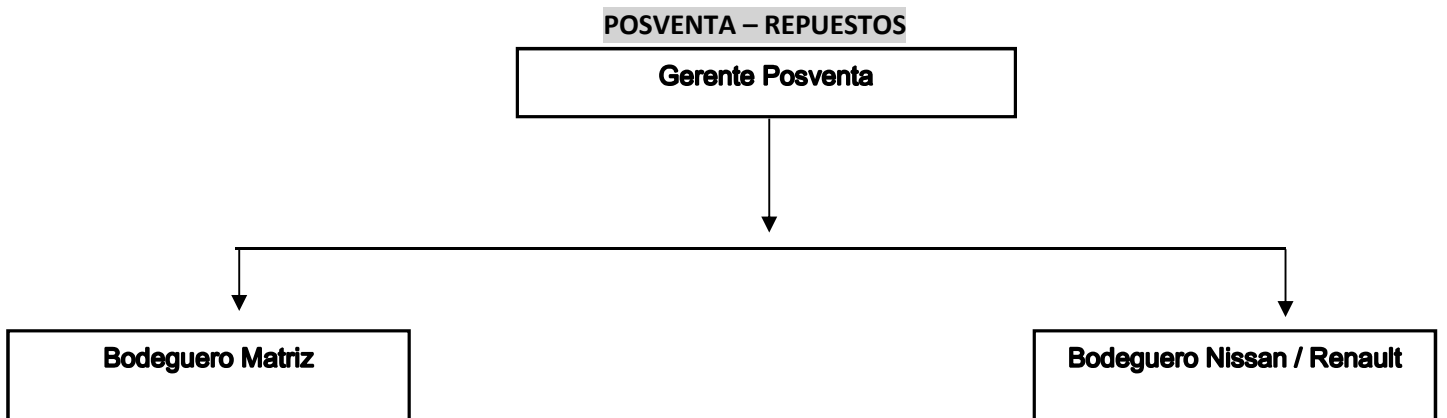 POSVENTA – REPUESTOS
Gerente Posventa
Bodeguero Matriz
Bodeguero Nissan / Renault